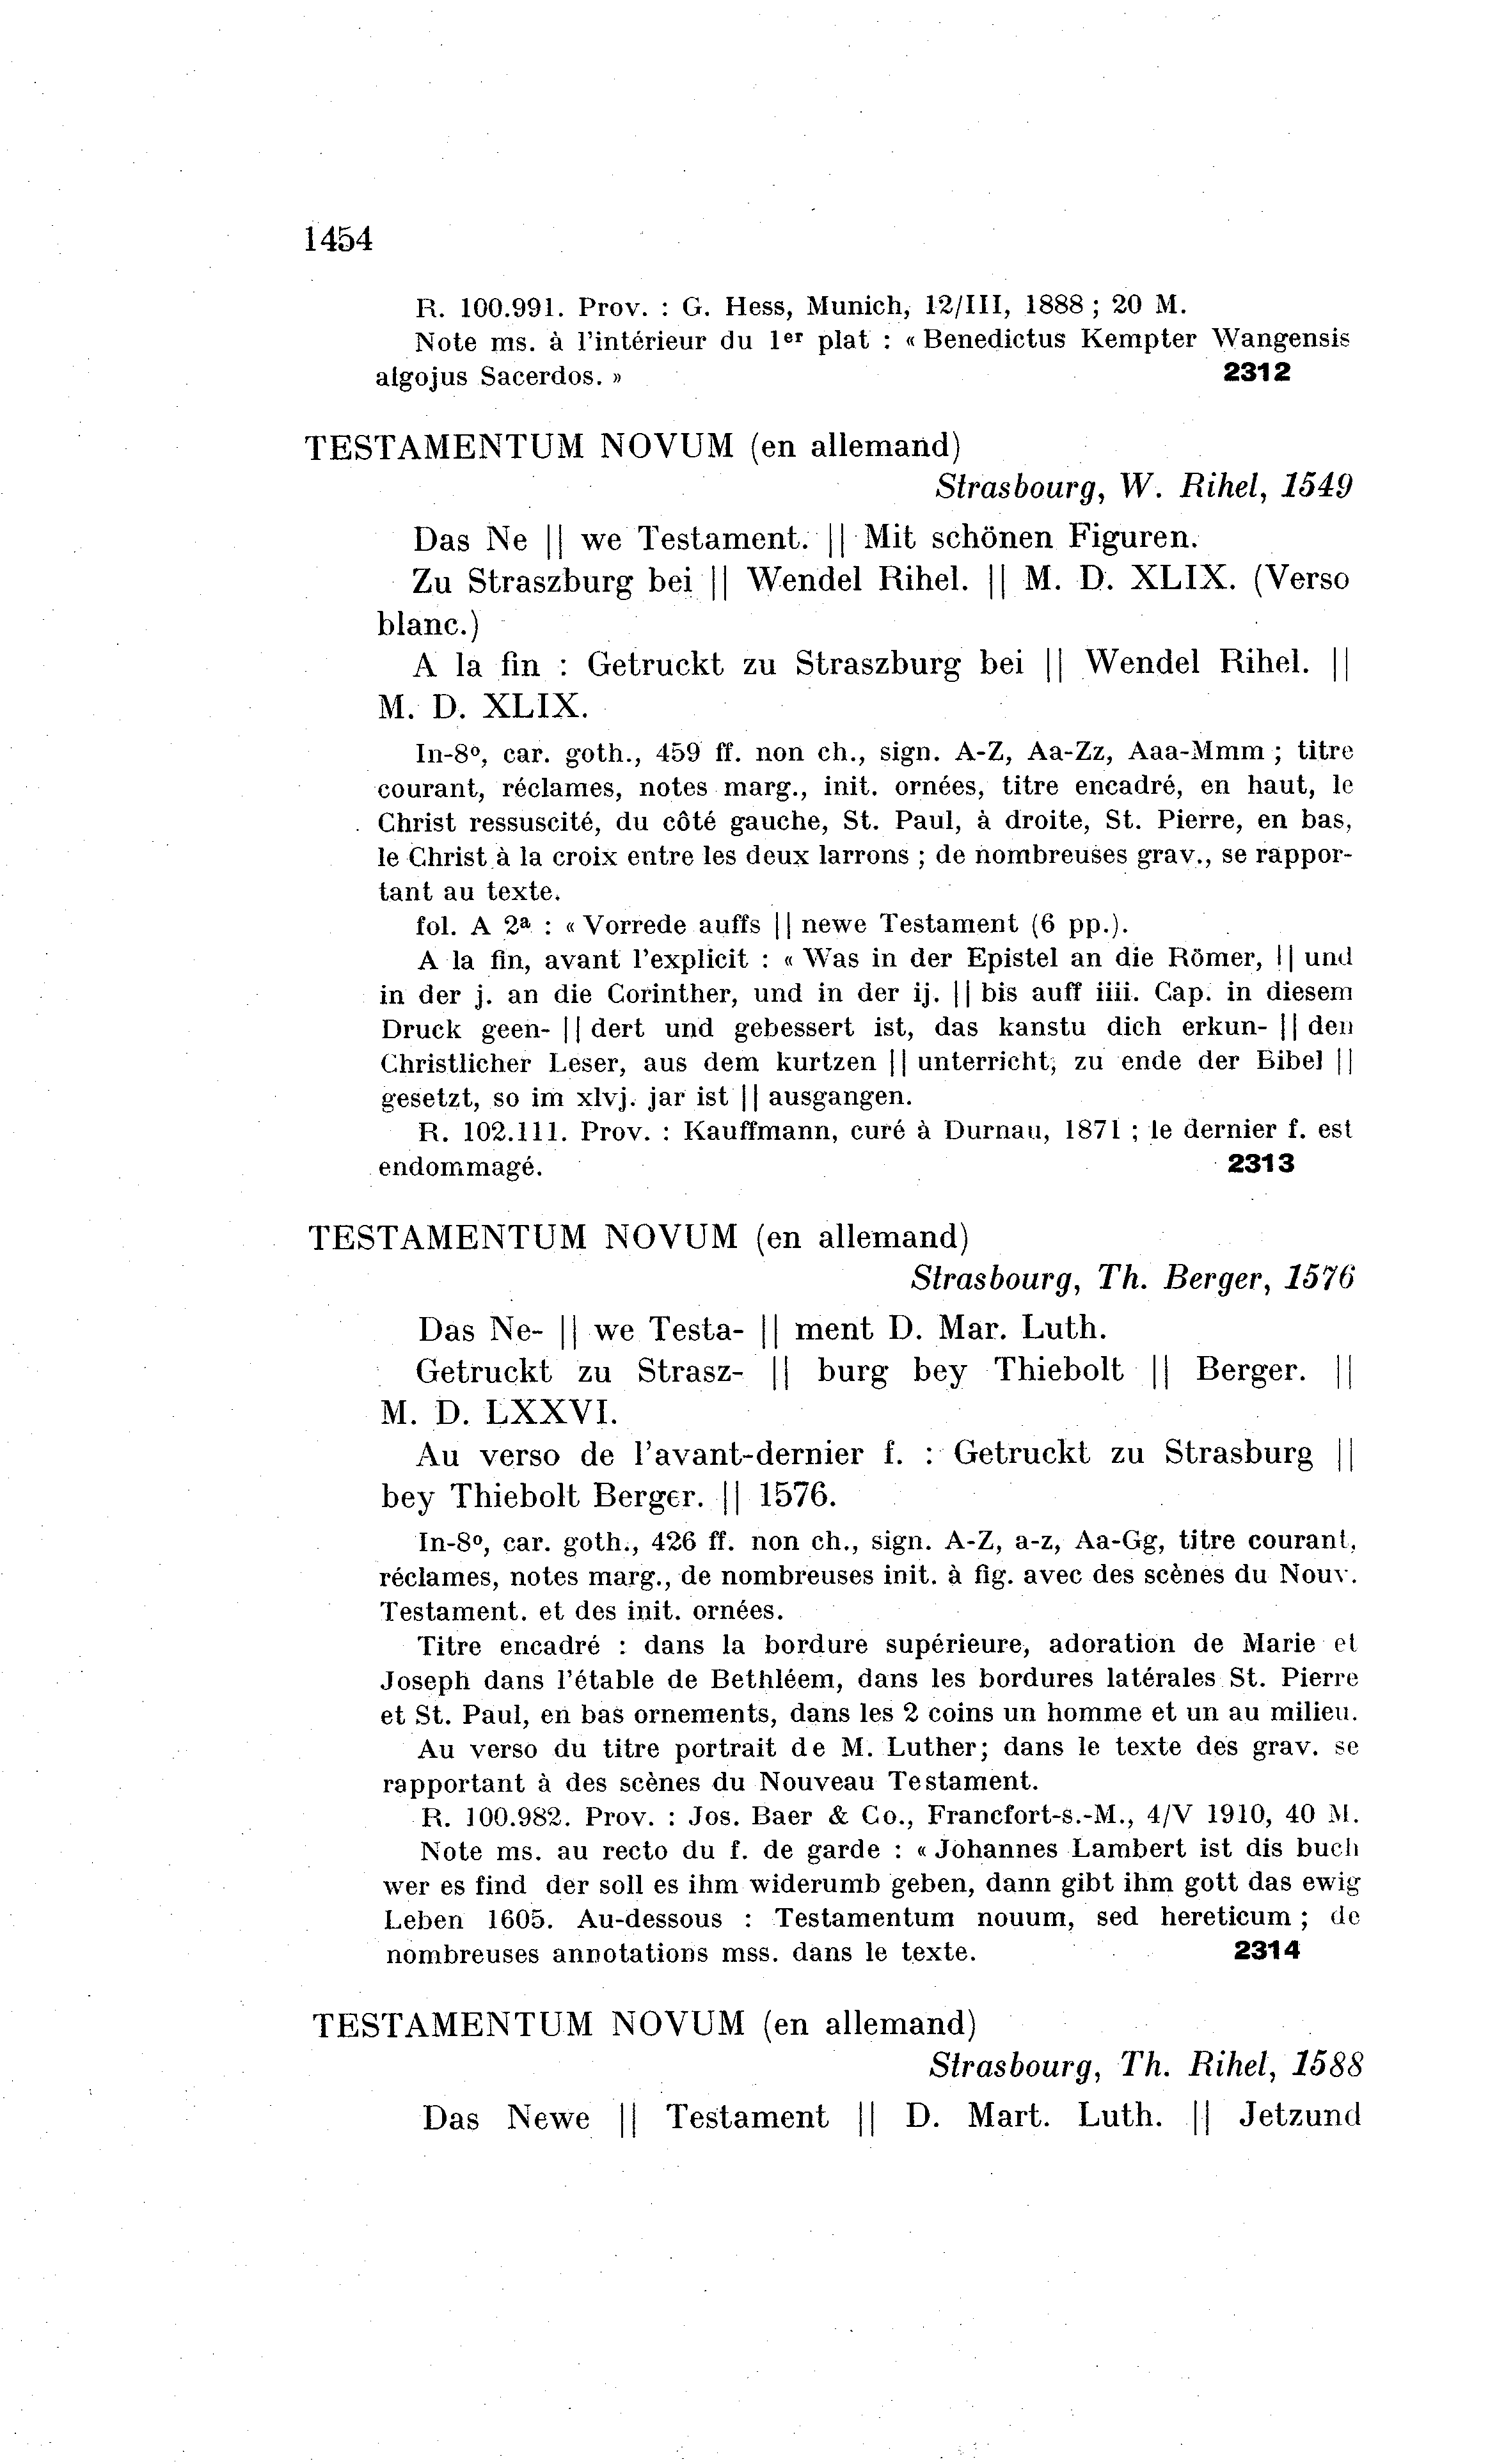 1454
R. 100.991. Prov. : G. Hess, Munich, 12/III, 1888 ; 20 M.
Note ms. à l'intérieur du 1er plat : « Benedictus Kempter Wangensis
algojus Sacerdos. » 2312
TESTAMENTUM NOVUM (en allemand)
Strasbourg, W. Rihel, 1549
Das Ne || we Testament. || Mit schönen Figuren.
Zu Straszburg bei || Wendel Rihel. || M. D. XLIX. (Verso
blanc.)
A la fin : Getruckt zu Straszburg bei || Wendel Rihel. ||
M. D. XLIX.
In-8o, car. goth., 459 ff. non ch., sign. A-Z, Aa-Zz, Aaa-Mmm ; titre
courant, réclames, notes marg., init. ornées, titre encadré, en haut, le
Christ ressuscité, du côté gauche, St. Paul, à droite, St. Pierre, en bas,
le Christ à la croix entre les deux larrons ; de nombreuses grav., se rappor-
tant au texte.
fol. A 2a : « Vorrede auffs || newe Testament (6 pp.).
A la fin, avant l'explicit : « Was in der Epistel an die Römer, || und
in der j. an die Corinther, und in der ij. || bis auff iiii. Cap. in diesem
Druck geen- || dert und gebessert ist, das kanstu dich erkun- || den
Christlicher Leser, aus dem kurtzen || unterricht, zu ende der Bibel ||
gesetzt, so im xlvj. jar ist || ausgangen.
R. 102.111. Prov. : Kauffmann, curé à Durnau, 1871 ; le dernier f. est
endommagé. 2313
TESTAMENTUM NOVUM (en allemand)
Strasbourg, Th. Berger, 1576
Das Ne- || we Testa- || ment D. Mar. Luth.
Getruckt zu Strasz- || burg bey Thiebolt || Berger. ||
M. D. LXXVI.
Au verso de l'avant-dernier f. : Getruckt zu Strasburg ||
bey Thiebolt Berger. || 1576.
In-8o, car. goth., 426 ff. non ch., sign. A-Z, a-z, Aa-Gg, titre courant,
réclames, notes marg., de nombreuses init. à fig. avec des scènes du Nouv.
Testament. et des init. ornées.
Titre encadré : dans la bordure supérieure, adoration de Marie et
Joseph dans l'étable de Bethléem, dans les bordures latérales St. Pierre
et St. Paul, en bas ornements, dans les 2 coins un homme et un au milieu.
Au verso du titre portrait de M. Luther; dans le texte des grav. se
rapportant à des scènes du Nouveau Testament.
R. 100.982. Prov. : Jos. Baer & Co., Francfort-s.-M., 4/V 1910, 40 M.
Note ms. au recto du f. de garde : « Johannes Lambert ist dis buch
wer es find der soll es ihm widerumb geben, dann gibt ihm gott das ewig
Leben 1605. Au-dessous : Testamentum nouum, sed hereticum ; de
nombreuses annotations mss. dans le texte. 2314
TESTAMENTUM NOVUM (en allemand)
Strasbourg, Th. Rihel, 1588
Das Newe || Testament || D. Mart. Luth. || Jetzund